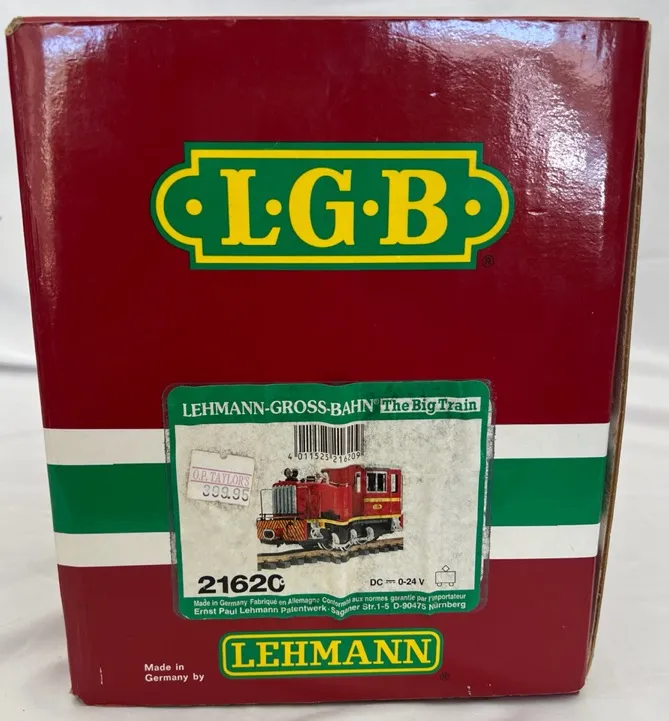 L·G·B
®
LEHMANN-GROSS-BAHN® The Big Train
4 011525 216209
O.P. TAYLOR'S
399.95
21620
DC ⎓ 0-24 V
Made in Germany Fabriqué en Allemagne Conformité aux normes garantie par l'importateur
Ernst Paul Lehmann Patentwerk · Saganer Str.1-5 D-90475 Nürnberg
Made in
Germany by
LEHMANN
®